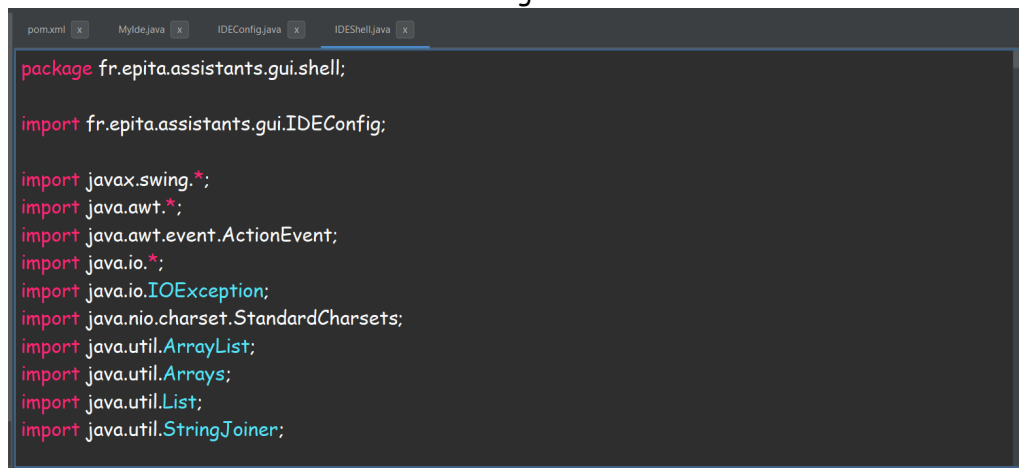 pom.xml x MyIde.java x IDEConfig.java x IDEShell.java x
package fr.epita.assistants.gui.shell;
import fr.epita.assistants.gui.IDEConfig;
import javax.swing.*;
import java.awt.*;
import java.awt.event.ActionEvent;
import java.io.*;
import java.io.IOException;
import java.nio.charset.StandardCharsets;
import java.util.ArrayList;
import java.util.Arrays;
import java.util.List;
import java.util.StringJoiner;